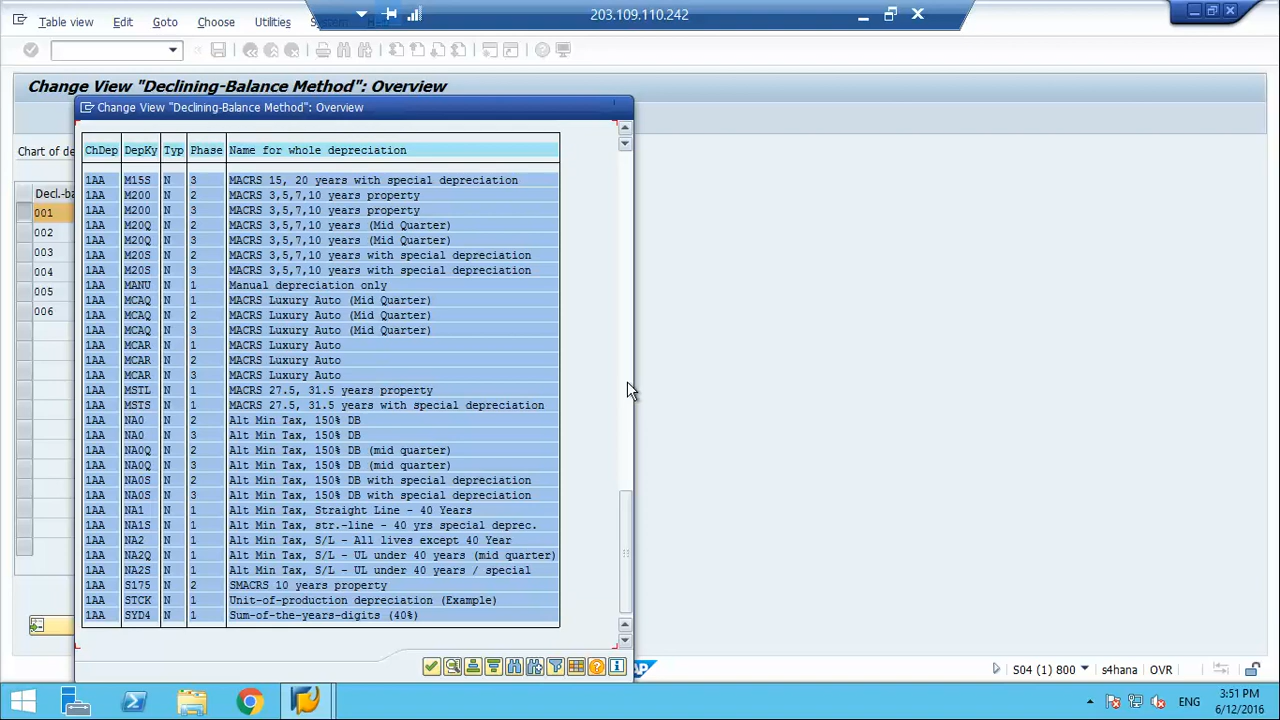 Table view Edit Goto Choose Utilities
203.109.110.242
Change View "Declining-Balance Method": Overview
Change View "Declining-Balance Method": Overview
Chart of de
Decl.-ba
001
002
003
004
005
006
ChDep DepKy Typ Phase Name for whole depreciation
1AA M15S N 3 MACRS 15, 20 years with special depreciation
1AA M200 N 2 MACRS 3,5,7,10 years property
1AA M200 N 3 MACRS 3,5,7,10 years property
1AA M20Q N 2 MACRS 3,5,7,10 years (Mid Quarter)
1AA M20Q N 3 MACRS 3,5,7,10 years (Mid Quarter)
1AA M20S N 2 MACRS 3,5,7,10 years with special depreciation
1AA M20S N 3 MACRS 3,5,7,10 years with special depreciation
1AA MANU N 1 Manual depreciation only
1AA MCAQ N 1 MACRS Luxury Auto (Mid Quarter)
1AA MCAQ N 2 MACRS Luxury Auto (Mid Quarter)
1AA MCAQ N 3 MACRS Luxury Auto (Mid Quarter)
1AA MCAR N 1 MACRS Luxury Auto
1AA MCAR N 2 MACRS Luxury Auto
1AA MCAR N 3 MACRS Luxury Auto
1AA MSTL N 1 MACRS 27.5, 31.5 years property
1AA MSTS N 1 MACRS 27.5, 31.5 years with special depreciation
1AA NA0 N 2 Alt Min Tax, 150% DB
1AA NA0 N 3 Alt Min Tax, 150% DB
1AA NA0Q N 2 Alt Min Tax, 150% DB (mid quarter)
1AA NA0Q N 3 Alt Min Tax, 150% DB (mid quarter)
1AA NA0S N 2 Alt Min Tax, 150% DB with special depreciation
1AA NA0S N 3 Alt Min Tax, 150% DB with special depreciation
1AA NA1 N 1 Alt Min Tax, Straight Line - 40 Years
1AA NA1S N 1 Alt Min Tax, str.-line - 40 yrs special deprec.
1AA NA2 N 1 Alt Min Tax, S/L - All lives except 40 Year
1AA NA2Q N 1 Alt Min Tax, S/L - UL under 40 years (mid quarter)
1AA NA2S N 1 Alt Min Tax, S/L - UL under 40 years / special
1AA S175 N 2 SMACRS 10 years property
1AA STCK N 1 Unit-of-production depreciation (Example)
1AA SYD4 N 1 Sum-of-the-years-digits (40%)
S04 (1) 800 s4hana OVR
ENG
3:51 PM
6/12/2016